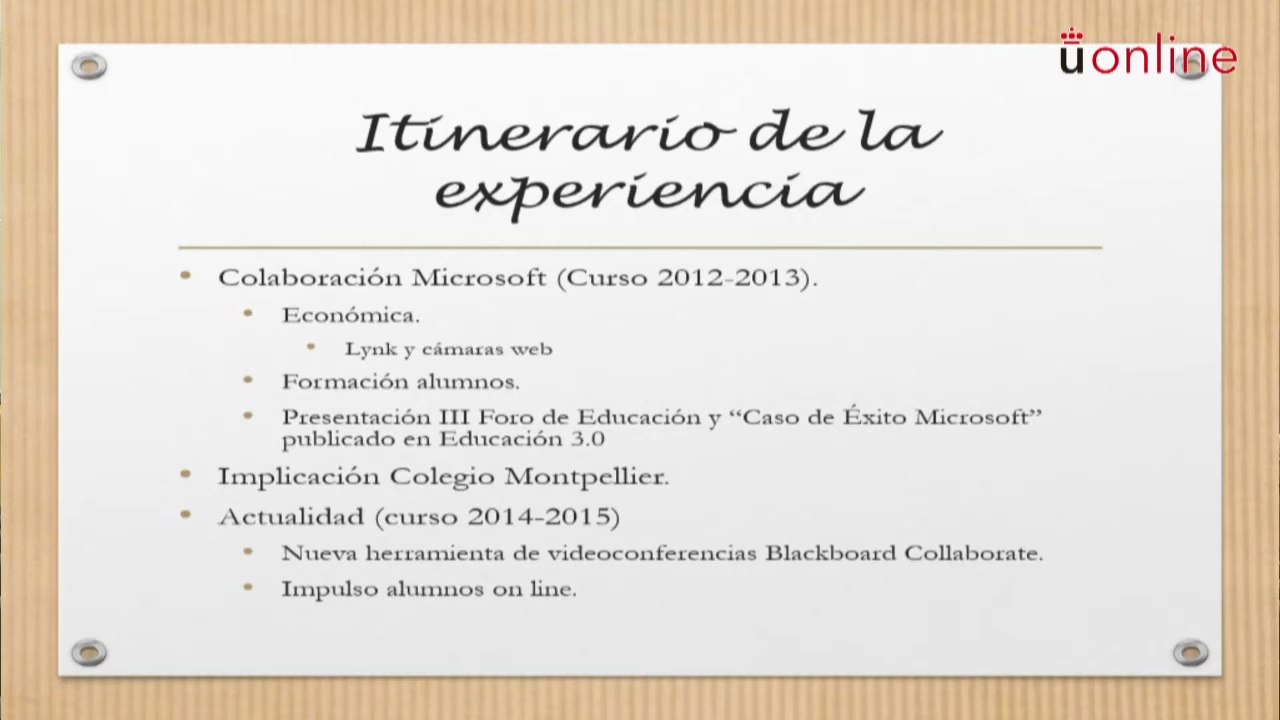 ūonline
Itinerario de la
experiencia
Colaboración Microsoft (Curso 2012-2013).
Económica.
Lynk y cámaras web
Formación alumnos.
Presentación III Foro de Educación y “Caso de Éxito Microsoft”
publicado en Educación 3.0
Implicación Colegio Montpellier.
Actualidad (curso 2014-2015)
Nueva herramienta de videoconferencias Blackboard Collaborate.
Impulso alumnos on line.